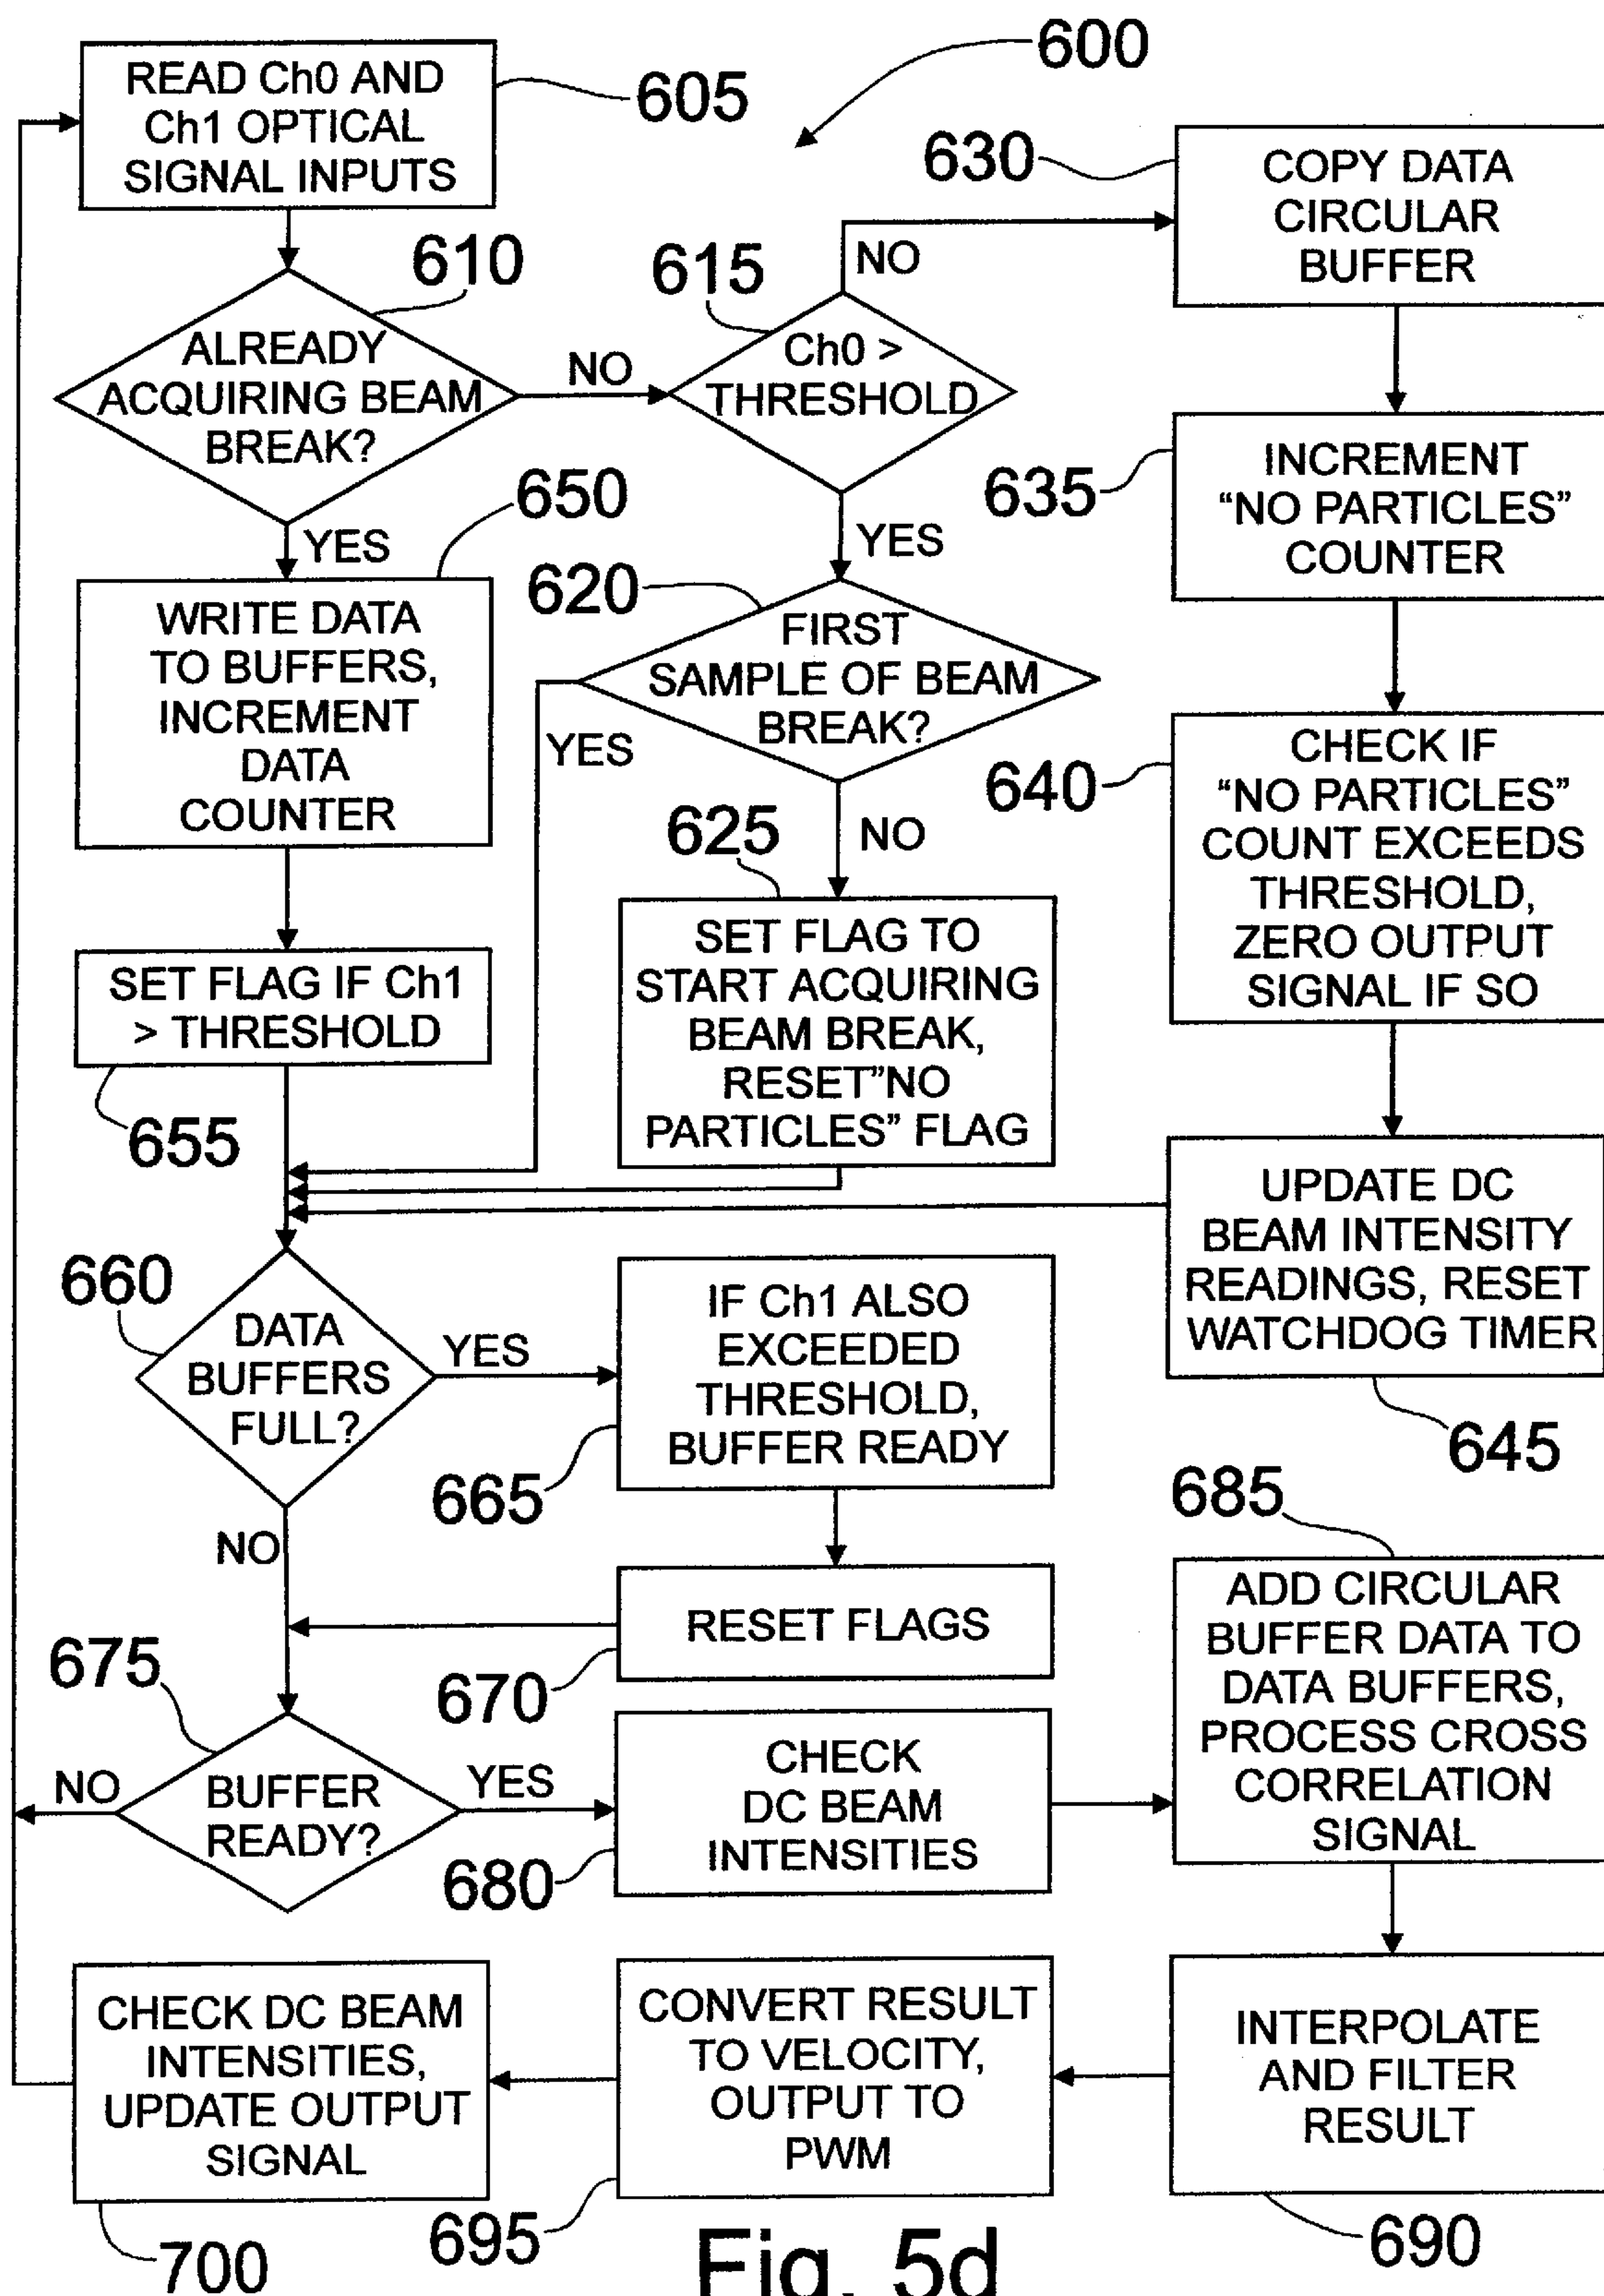 600
READ Ch0 AND
Ch1 OPTICAL
SIGNAL INPUTS
605
630
COPY DATA
CIRCULAR
BUFFER
610
615
NO
ALREADY
ACQUIRING BEAM
BREAK?
NO
Ch0 >
THRESHOLD
635
INCREMENT
“NO PARTICLES”
COUNTER
YES
650
YES
620
WRITE DATA
TO BUFFERS,
INCREMENT
DATA
COUNTER
FIRST
SAMPLE OF BEAM
BREAK?
YES
NO
640
CHECK IF
“NO PARTICLES”
COUNT EXCEEDS
THRESHOLD,
ZERO OUTPUT
SIGNAL IF SO
625
SET FLAG IF Ch1
> THRESHOLD
655
SET FLAG TO
START ACQUIRING
BEAM BREAK,
RESET”NO
PARTICLES” FLAG
UPDATE DC
BEAM INTENSITY
READINGS, RESET
WATCHDOG TIMER
645
660
DATA
BUFFERS
FULL?
YES
IF Ch1 ALSO
EXCEEDED
THRESHOLD,
BUFFER READY
665
NO
RESET FLAGS
670
685
ADD CIRCULAR
BUFFER DATA TO
DATA BUFFERS,
PROCESS CROSS
CORRELATION
SIGNAL
675
NO
BUFFER
READY?
YES
CHECK
DC BEAM
INTENSITIES
680
CHECK DC BEAM
INTENSITIES,
UPDATE OUTPUT
SIGNAL
700
CONVERT RESULT
TO VELOCITY,
OUTPUT TO
PWM
695
INTERPOLATE
AND FILTER
RESULT
690
Fig. 5d